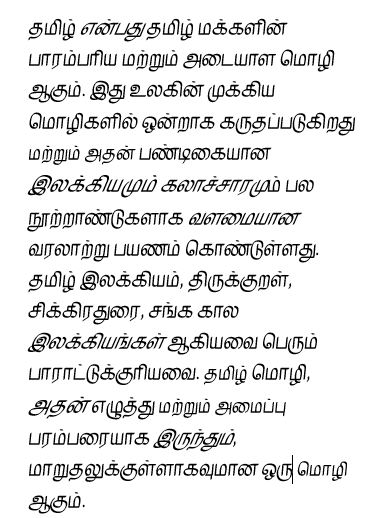 தமிழ் என்பது தமிழ் மக்களின்
பாரம்பரிய மற்றும் அடையாள மொழி
ஆகும். இது உலகின் முக்கிய
மொழிகளில் ஒன்றாக கருதப்படுகிறது
மற்றும் அதன் பண்டிகையான
இலக்கியமும் கலாச்சாரமும் பல
நூற்றாண்டுகளாக வளமையான
வரலாற்று பயணம் கொண்டுள்ளது.
தமிழ் இலக்கியம், திருக்குறள்,
சிக்கிரதுரை, சங்க கால
இலக்கியங்கள் ஆகியவை பெரும்
பாராட்டுக்குரியவை. தமிழ் மொழி,
அதன் எழுத்து மற்றும் அமைப்பு
பரம்பரையாக இருந்தும்,
மாறுதலுக்குள்ளாகவுமான ஒரு மொழி
ஆகும்.